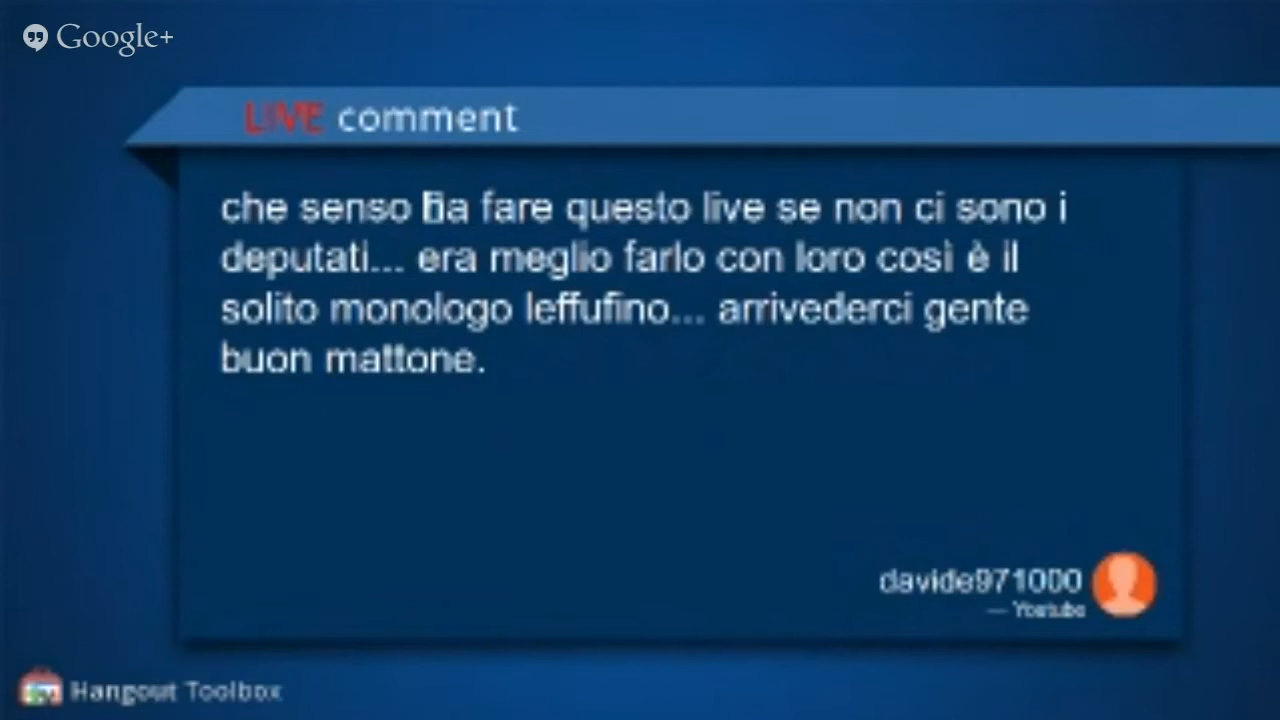 Google+
LIVE comment
che senso ha fare questo live se non ci sono i
deputati... era meglio farlo con loro così è il
solito monologo leffufino... arrivederci gente
buon mattone.
davide971000
— Youtube
Hangout Toolbox